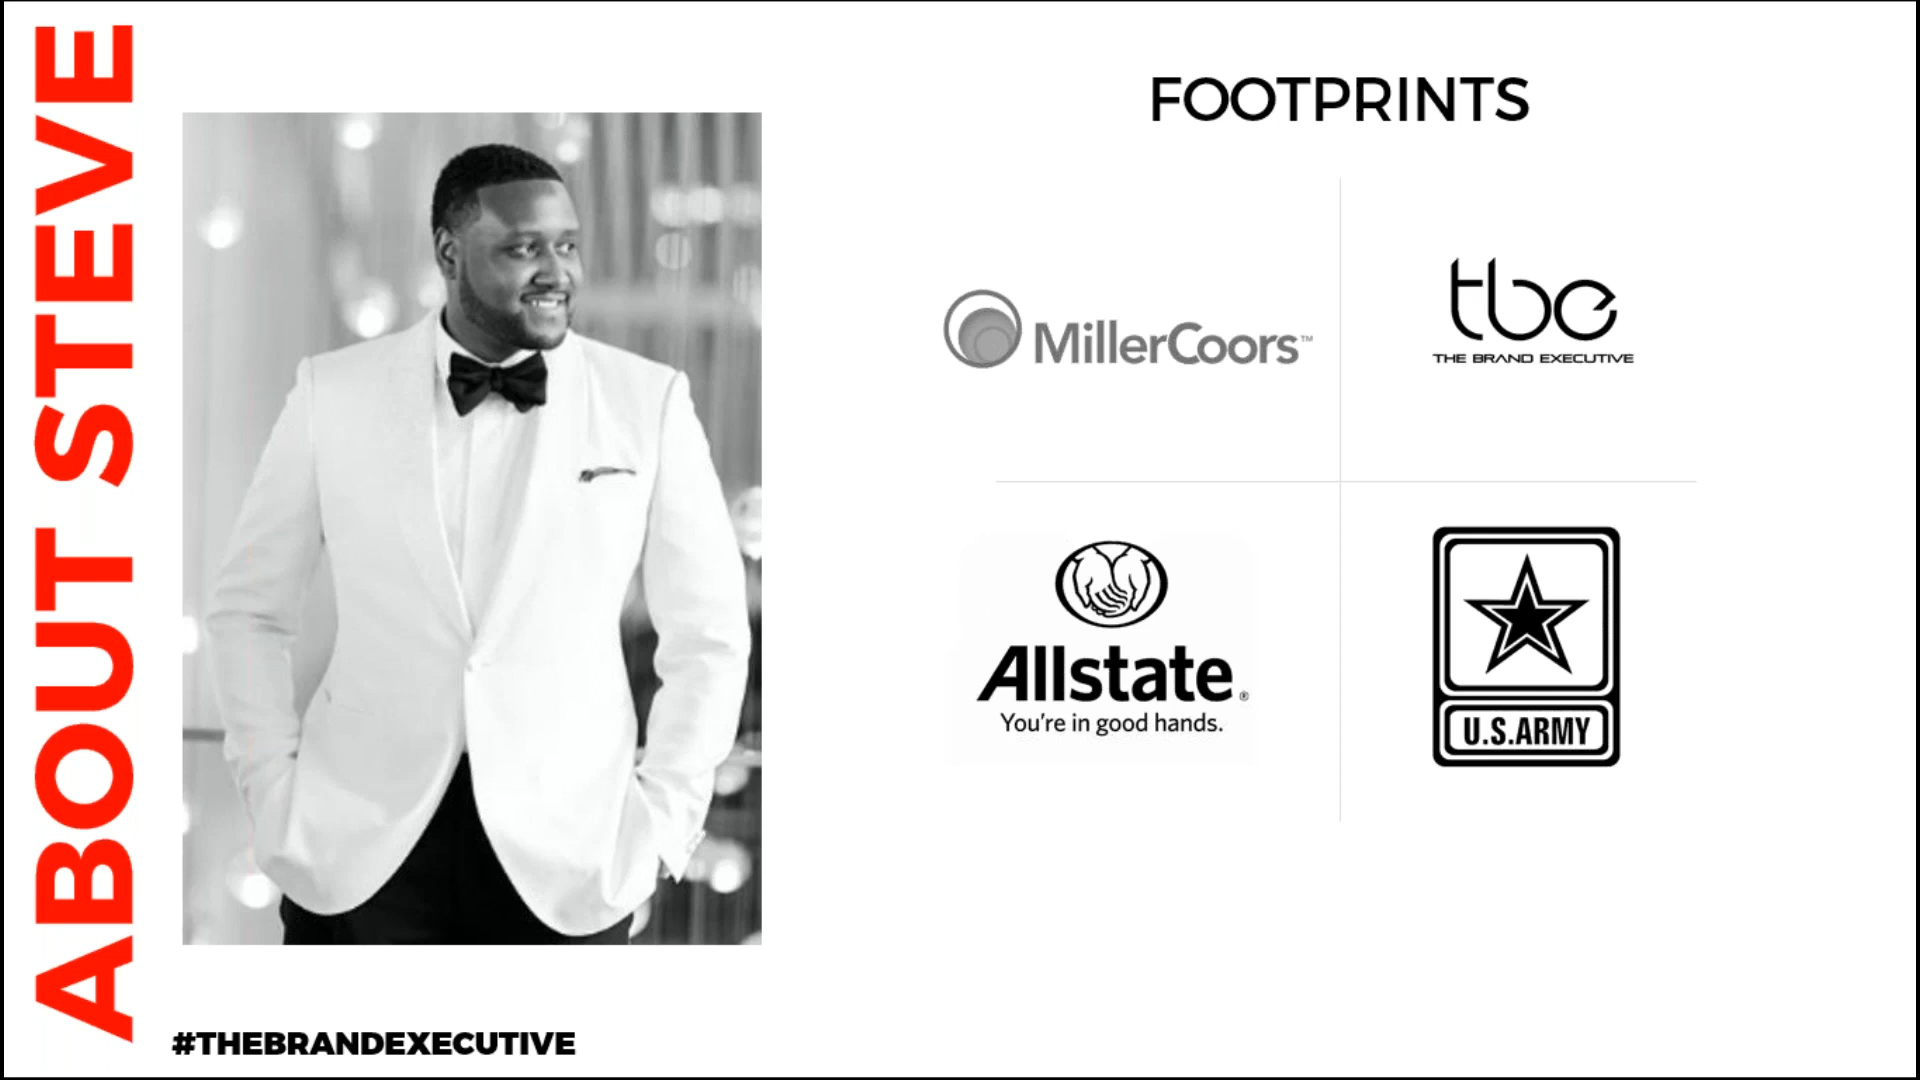 ABOUT STEVE
FOOTPRINTS
MillerCoors™
tbe
THE BRAND EXECUTIVE
Allstate®
You're in good hands.
U.S.ARMY
#THEBRANDEXECUTIVE